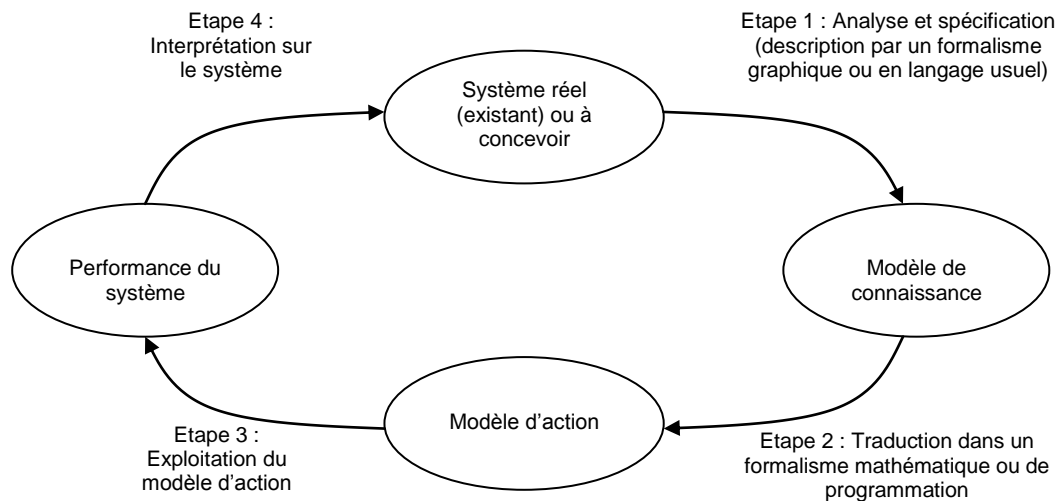 Etape 4 :
Interprétation sur
le système
Etape 1 : Analyse et spécification
(description par un formalisme
graphique ou en langage usuel)
Système réel
(existant) ou à
concevoir
Performance du
système
Modèle de
connaissance
Modèle d’action
Etape 3 :
Exploitation du
modèle d’action
Etape 2 : Traduction dans un
formalisme mathématique ou de
programmation